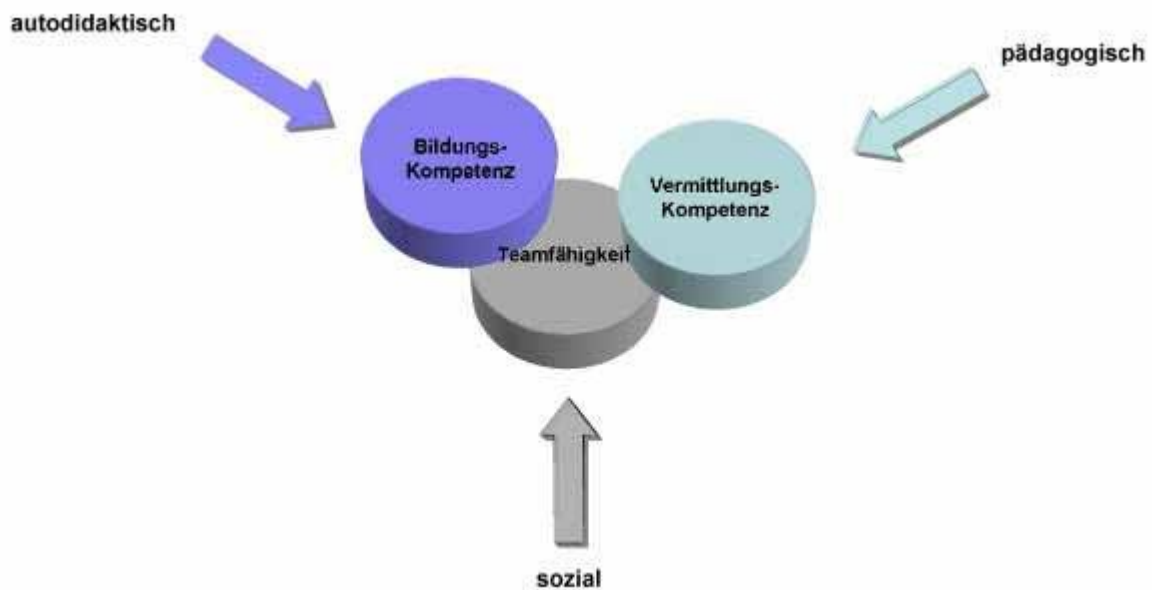 autodidaktisch
pädagogisch
Bildungs-
Kompetenz
Vermittlungs-
Kompetenz
Teamfähigkeit
sozial